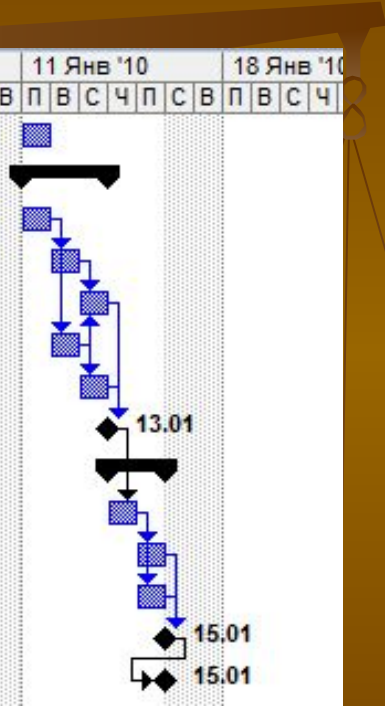 11 Янв '10 18 Янв '10
В П В С Ч П С В П В С Ч
13.01
15.01
15.01